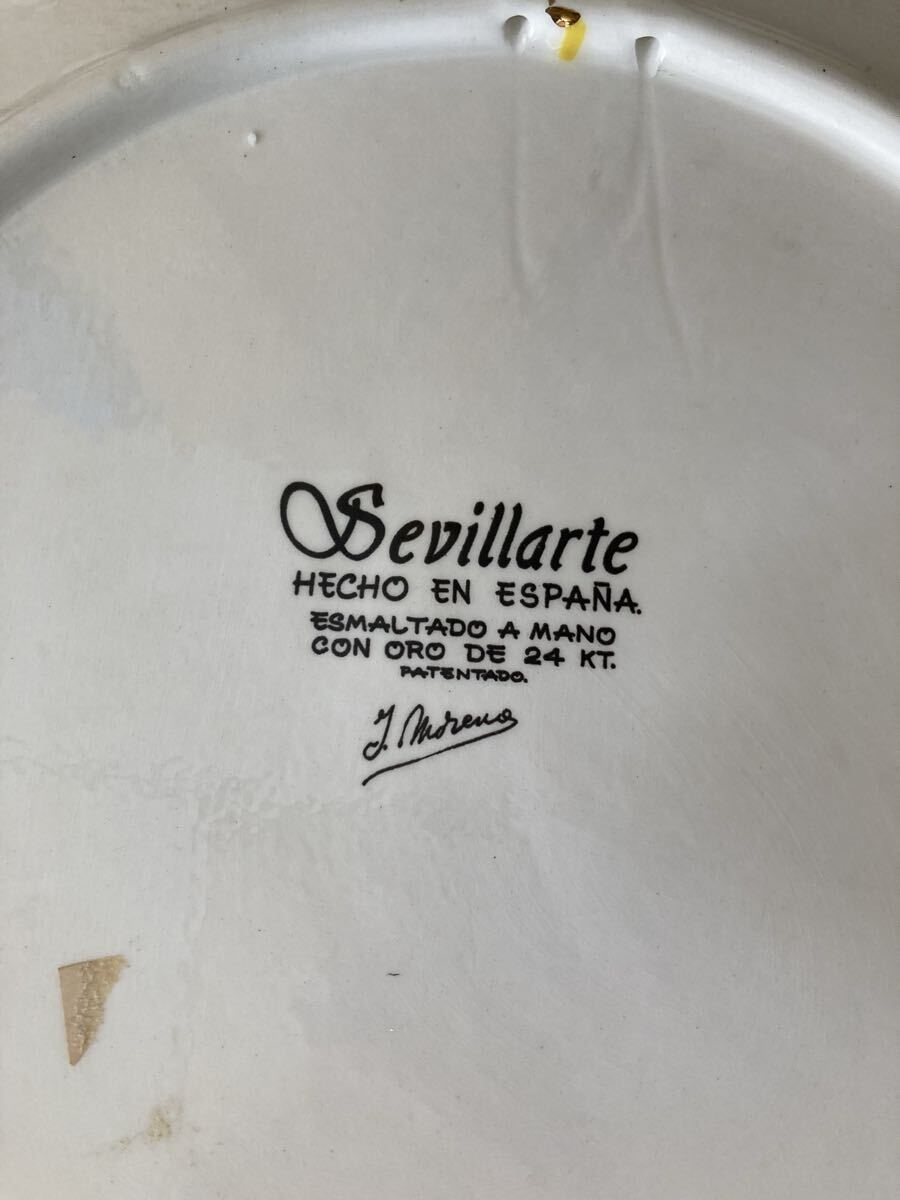 Sevillarte
HECHO EN ESPAÑA.
ESMALTADO A MANO
CON ORO DE 24 KT.
PATENTADO.
J. Moreno